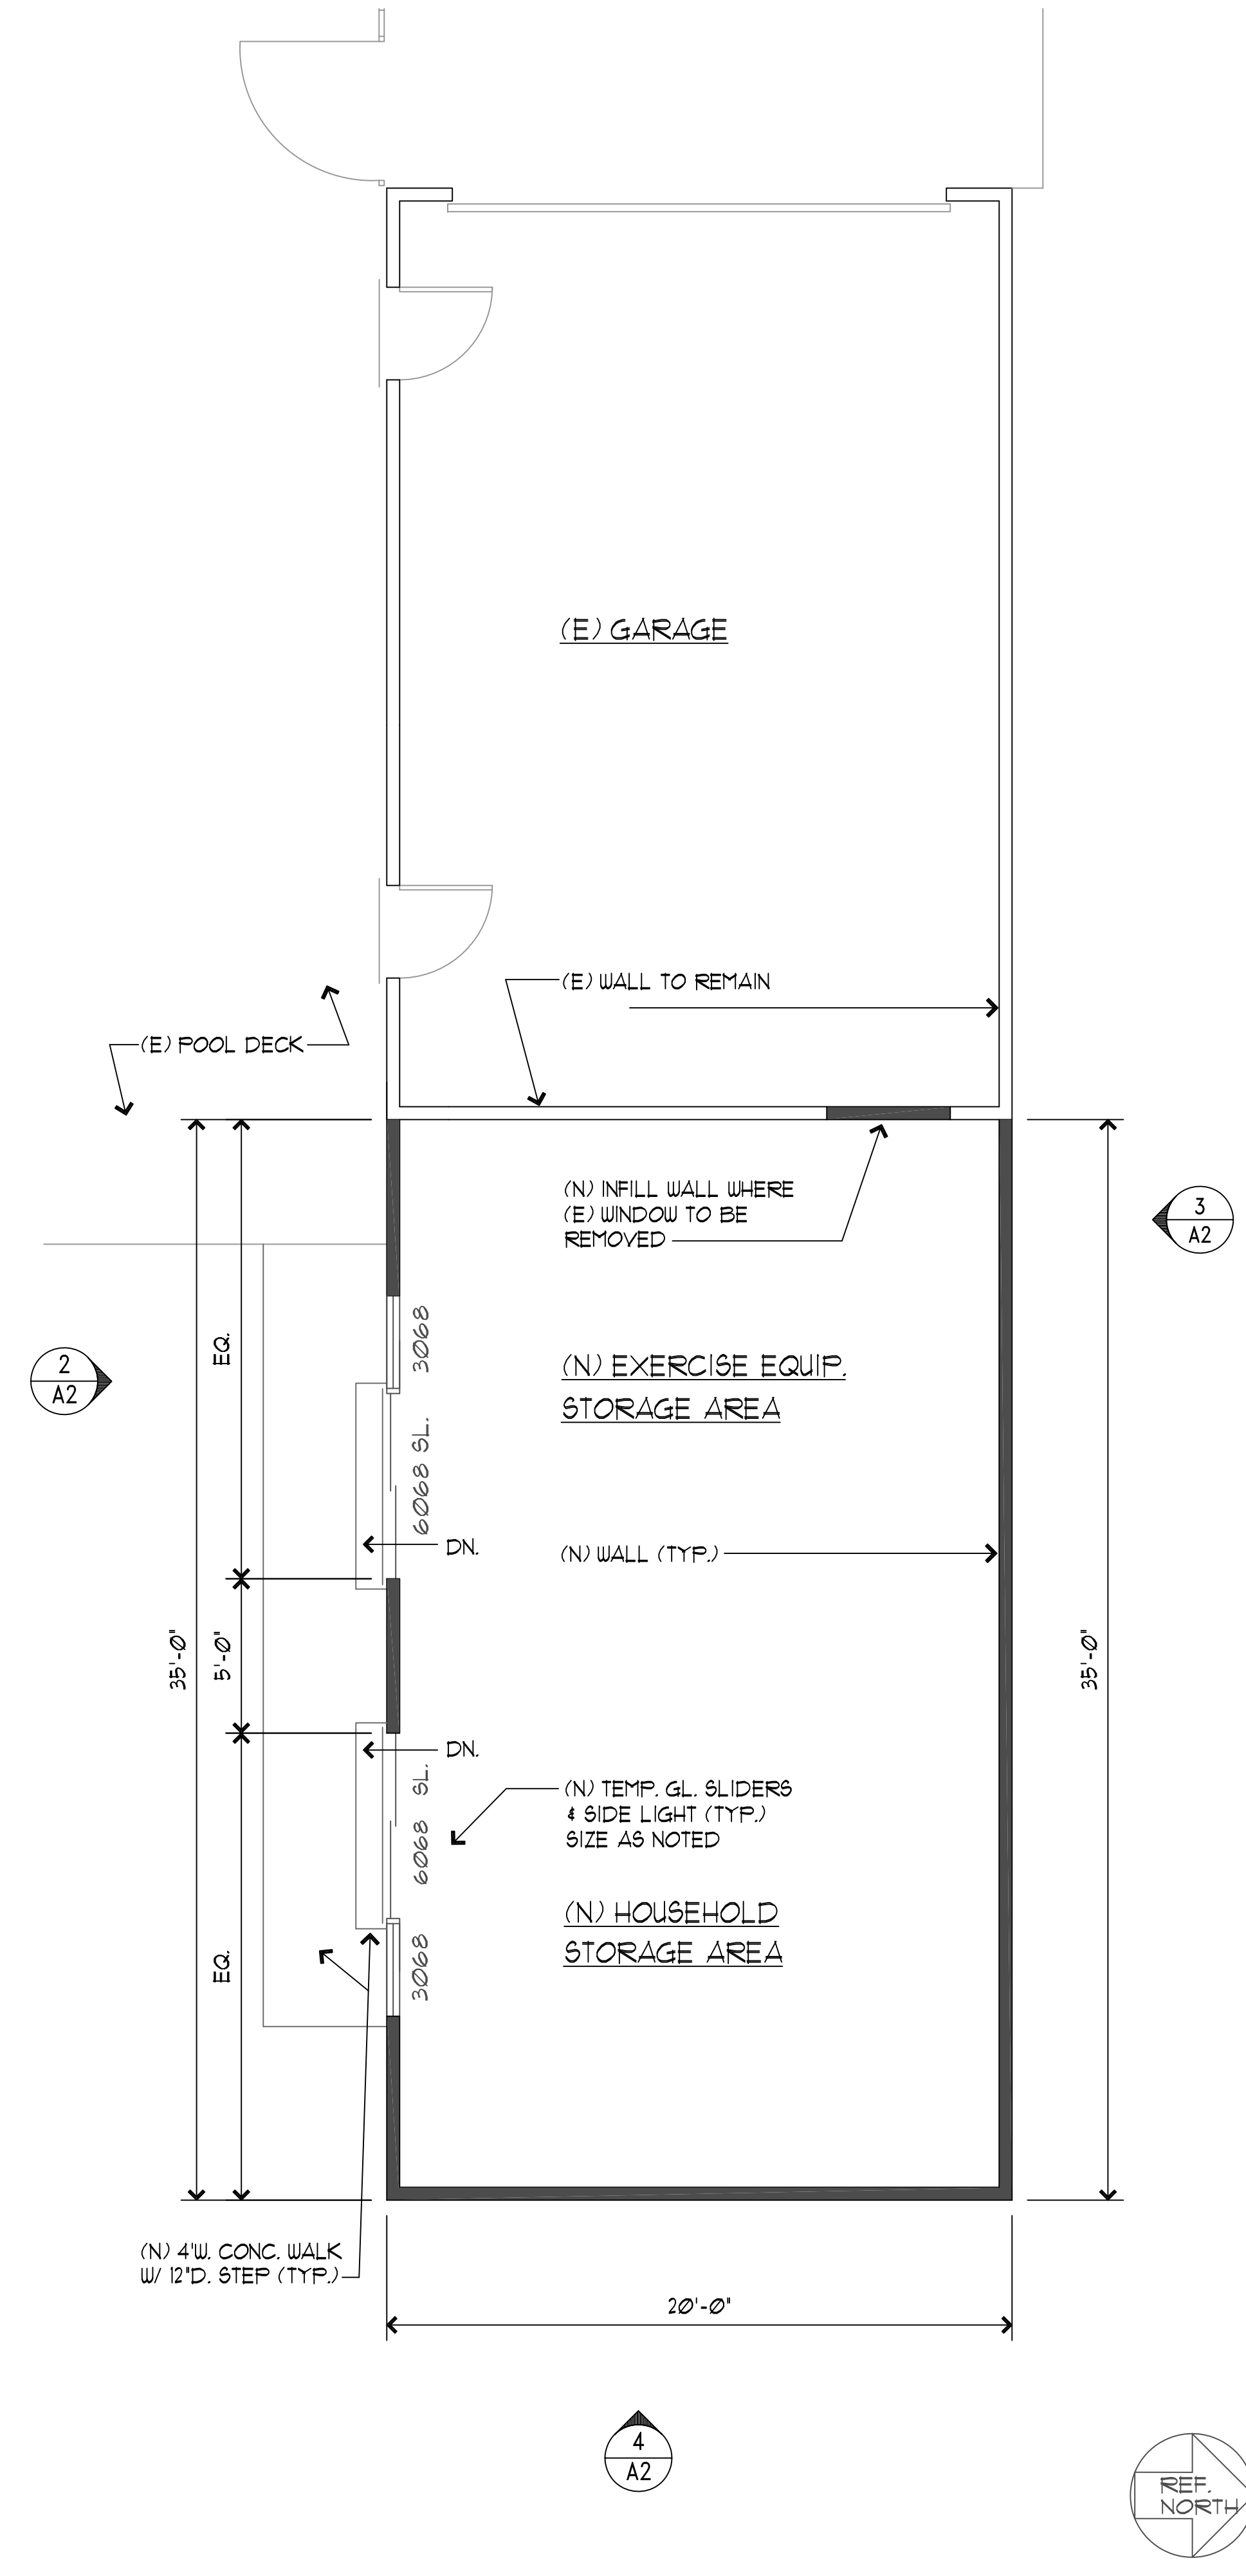 (E) GARAGE
(E) WALL TO REMAIN
(E) POOL DECK
(N) INFILL WALL WHERE
(E) WINDOW TO BE
REMOVED
3
A2
EQ.
3068
2
A2
(N) EXERCISE EQUIP.
STORAGE AREA
6068 SL.
DN.
(N) WALL (TYP.)
35'-0"
5'-0"
35'-0"
DN.
6068 SL.
(N) TEMP. GL. SLIDERS
& SIDE LIGHT (TYP.)
SIZE AS NOTED
(N) HOUSEHOLD
STORAGE AREA
EQ.
3068
(N) 4'W. CONC. WALK
W/ 12"D. STEP (TYP.)
20'-0"
4
A2
REF.
NORTH